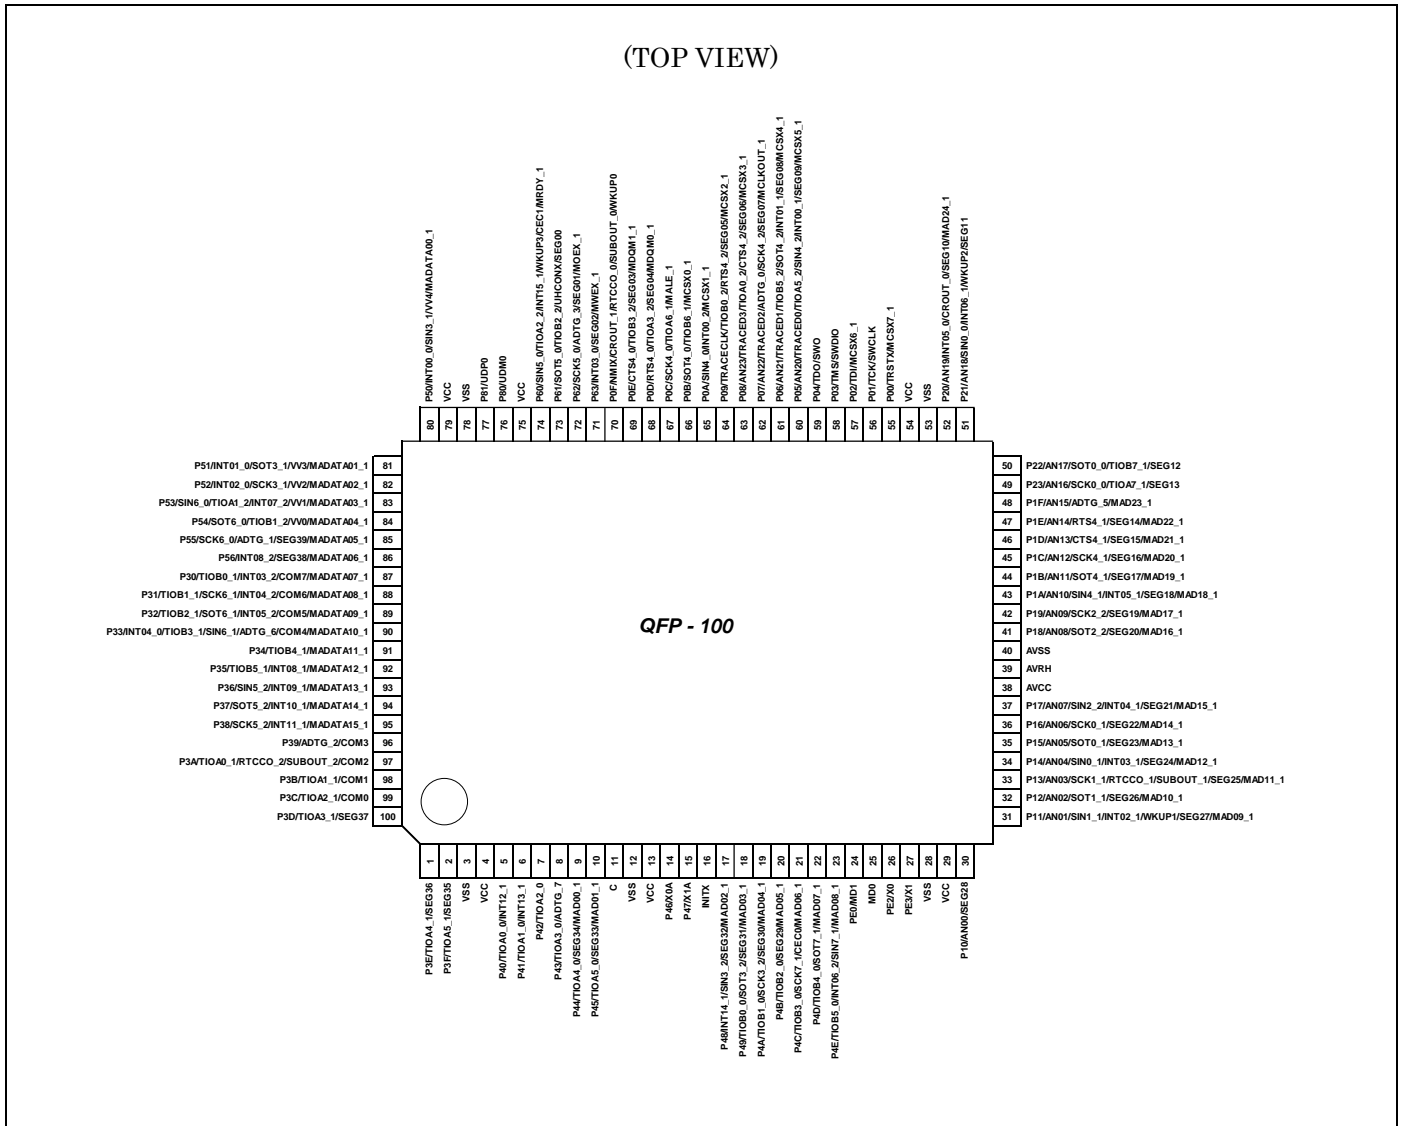 (TOP VIEW)
P50/INT00_0/SIN3_1/VV4/MADATA00_1
VCC
VSS
P81/UDP0
P80/UDM0
VCC
P60/SIN5_0/TIOA2_2/INT15_1/WKUP3/CEC1/MRDY_1
P61/SOT5_0/TIOB2_2/UHCONX/SEG00
P62/SCK5_0/ADTG_3/SEG01/MOEX_1
P63/INT03_0/SEG02/MWEX_1
P0F/NMIX/CROUT_1/RTCCO_0/SUBOUT_0/WKUP0
P0E/CTS4_0/TIOB3_2/SEG03/MDQM1_1
P0D/RTS4_0/TIOA3_2/SEG04/MDQM0_1
P0C/SCK4_0/TIOA6_1/MALE_1
P0B/SOT4_0/TIOB6_1/MCSX0_1
P0A/SIN4_0/INT00_2/MCSX1_1
P09/TRACECLK/TIOB0_2/RTS4_2/SEG05/MCSX2_1
P08/AN23/TRACED3/TIOA0_2/CTS4_2/SEG06/MCSX3_1
P07/AN22/TRACED2/ADTG_0/SCK4_2/SEG07/MCLKOUT_1
P06/AN21/TRACED1/TIOB5_2/SOT4_2/INT01_1/SEG08/MCSX4_1
P05/AN20/TRACED0/TIOA5_2/SIN4_2/INT00_1/SEG09/MCSX5_1
P04/TDO/SWO
P03/TMS/SWDIO
P02/TDI/MCSX6_1
P01/TCK/SWCLK
P00/TRSTX/MCSX7_1
VCC
VSS
P20/AN19/INT05_0/CROUT_0/SEG10/MAD24_1
P21/AN18/SIN0_0/INT06_1/WKUP2/SEG11
80 79 78 77 76 75 74 73 72 71 70 69 68 67 66 65 64 63 62 61 60 59 58 57 56 55 54 53 52 51
P51/INT01_0/SOT3_1/VV3/MADATA01_1 81
P52/INT02_0/SCK3_1/VV2/MADATA02_1 82
P53/SIN6_0/TIOA1_2/INT07_2/VV1/MADATA03_1 83
P54/SOT6_0/TIOB1_2/VV0/MADATA04_1 84
P55/SCK6_0/ADTG_1/SEG39/MADATA05_1 85
P56/INT08_2/SEG38/MADATA06_1 86
P30/TIOB0_1/INT03_2/COM7/MADATA07_1 87
P31/TIOB1_1/SCK6_1/INT04_2/COM6/MADATA08_1 88
P32/TIOB2_1/SOT6_1/INT05_2/COM5/MADATA09_1 89
P33/INT04_0/TIOB3_1/SIN6_1/ADTG_6/COM4/MADATA10_1 90
P34/TIOB4_1/MADATA11_1 91
P35/TIOB5_1/INT08_1/MADATA12_1 92
P36/SIN5_2/INT09_1/MADATA13_1 93
P37/SOT5_2/INT10_1/MADATA14_1 94
P38/SCK5_2/INT11_1/MADATA15_1 95
P39/ADTG_2/COM3 96
P3A/TIOA0_1/RTCCO_2/SUBOUT_2/COM2 97
P3B/TIOA1_1/COM1 98
P3C/TIOA2_1/COM0 99
P3D/TIOA3_1/SEG37 100
QFP - 100
50 P22/AN17/SOT0_0/TIOB7_1/SEG12
49 P23/AN16/SCK0_0/TIOA7_1/SEG13
48 P1F/AN15/ADTG_5/MAD23_1
47 P1E/AN14/RTS4_1/SEG14/MAD22_1
46 P1D/AN13/CTS4_1/SEG15/MAD21_1
45 P1C/AN12/SCK4_1/SEG16/MAD20_1
44 P1B/AN11/SOT4_1/SEG17/MAD19_1
43 P1A/AN10/SIN4_1/INT05_1/SEG18/MAD18_1
42 P19/AN09/SCK2_2/SEG19/MAD17_1
41 P18/AN08/SOT2_2/SEG20/MAD16_1
40 AVSS
39 AVRH
38 AVCC
37 P17/AN07/SIN2_2/INT04_1/SEG21/MAD15_1
36 P16/AN06/SCK0_1/SEG22/MAD14_1
35 P15/AN05/SOT0_1/SEG23/MAD13_1
34 P14/AN04/SIN0_1/INT03_1/SEG24/MAD12_1
33 P13/AN03/SCK1_1/RTCCO_1/SUBOUT_1/SEG25/MAD11_1
32 P12/AN02/SOT1_1/SEG26/MAD10_1
31 P11/AN01/SIN1_1/INT02_1/WKUP1/SEG27/MAD09_1
1 2 3 4 5 6 7 8 9 10 11 12 13 14 15 16 17 18 19 20 21 22 23 24 25 26 27 28 29 30
P3E/TIOA4_1/SEG36
P3F/TIOA5_1/SEG35
VSS
VCC
P40/TIOA0_0/INT12_1
P41/TIOA1_0/INT13_1
P42/TIOA2_0
P43/TIOA3_0/ADTG_7
P44/TIOA4_0/SEG34/MAD00_1
P45/TIOA5_0/SEG33/MAD01_1
C
VSS
VCC
P46/X0A
P47/X1A
INITX
P48/INT14_1/SIN3_2/SEG32/MAD02_1
P49/TIOB0_0/SOT3_2/SEG31/MAD03_1
P4A/TIOB1_0/SCK3_2/SEG30/MAD04_1
P4B/TIOB2_0/SEG29/MAD05_1
P4C/TIOB3_0/SCK7_1/CEC0/MAD06_1
P4D/TIOB4_0/SOT7_1/MAD07_1
P4E/TIOB5_0/INT06_2/SIN7_1/MAD08_1
PE0/MD1
MD0
PE2/X0
PE3/X1
VSS
VCC
P10/AN00/SEG28